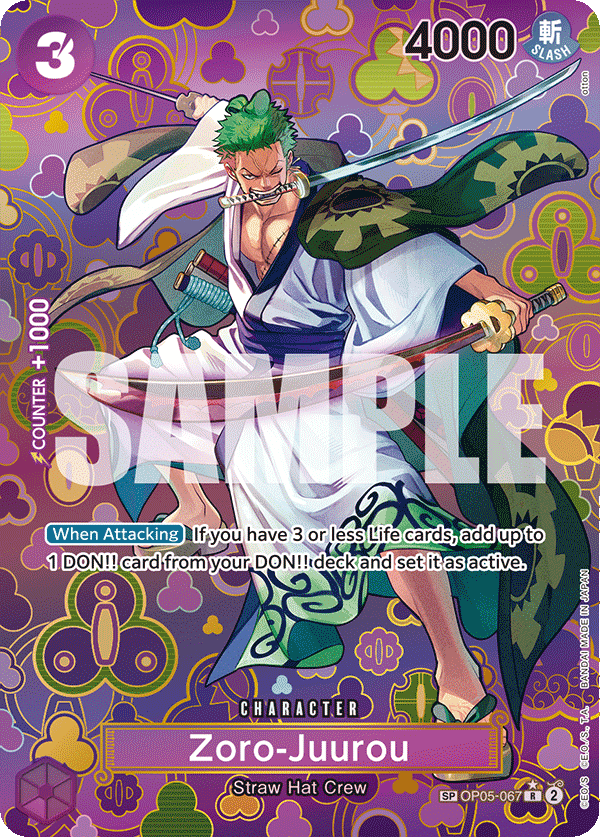 3
4000
斬
SLASH
otton
COUNTER +1000
SAMPLE
When Attacking If you have 3 or less Life cards, add up to
1 DON!! card from your DON!! deck and set it as active.
©E.O./S ©E.O./S., T.A. BANDAI MADE IN JAPAN
CHARACTER
Zoro-Juurou
Straw Hat Crew
SP OP05-067 R 2